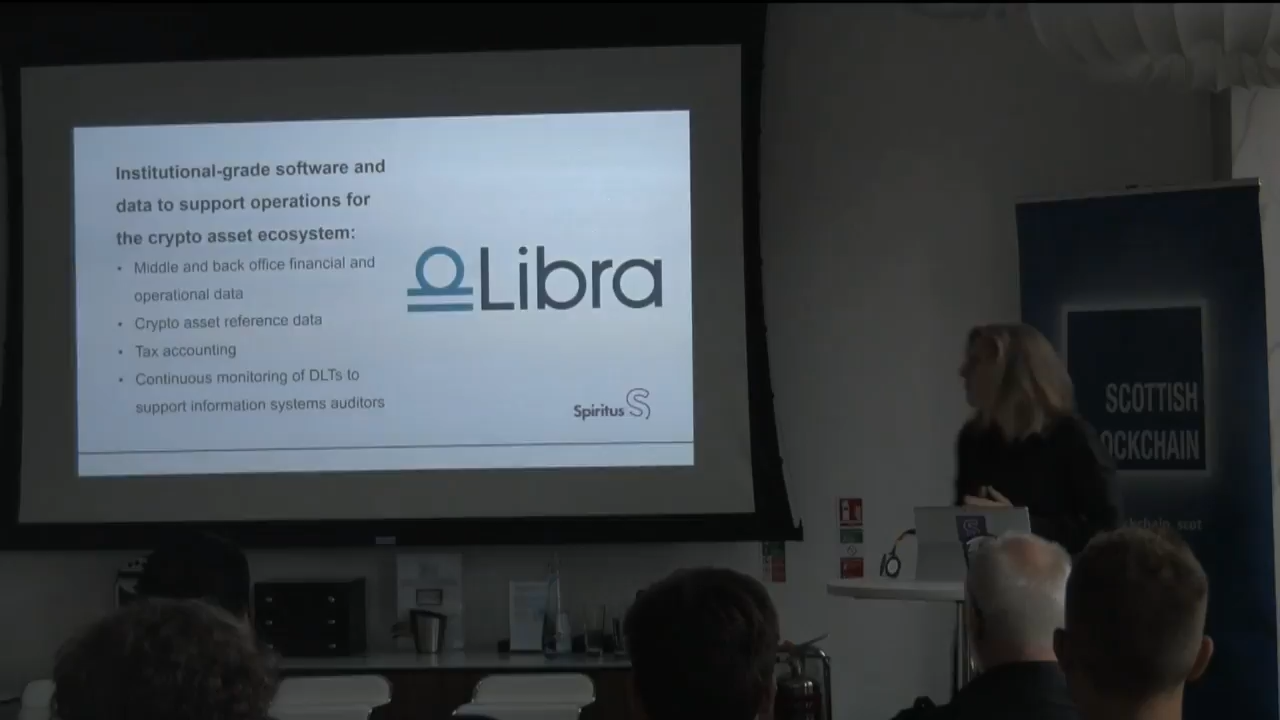 Institutional-grade software and
data to support operations for
the crypto asset ecosystem:
• Middle and back office financial and
operational data
• Crypto asset reference data
• Tax accounting
• Continuous monitoring of DLTs to
support information systems auditors
Libra
Spiritus
SCOTTISH
OCKCHAIN
kchain scot